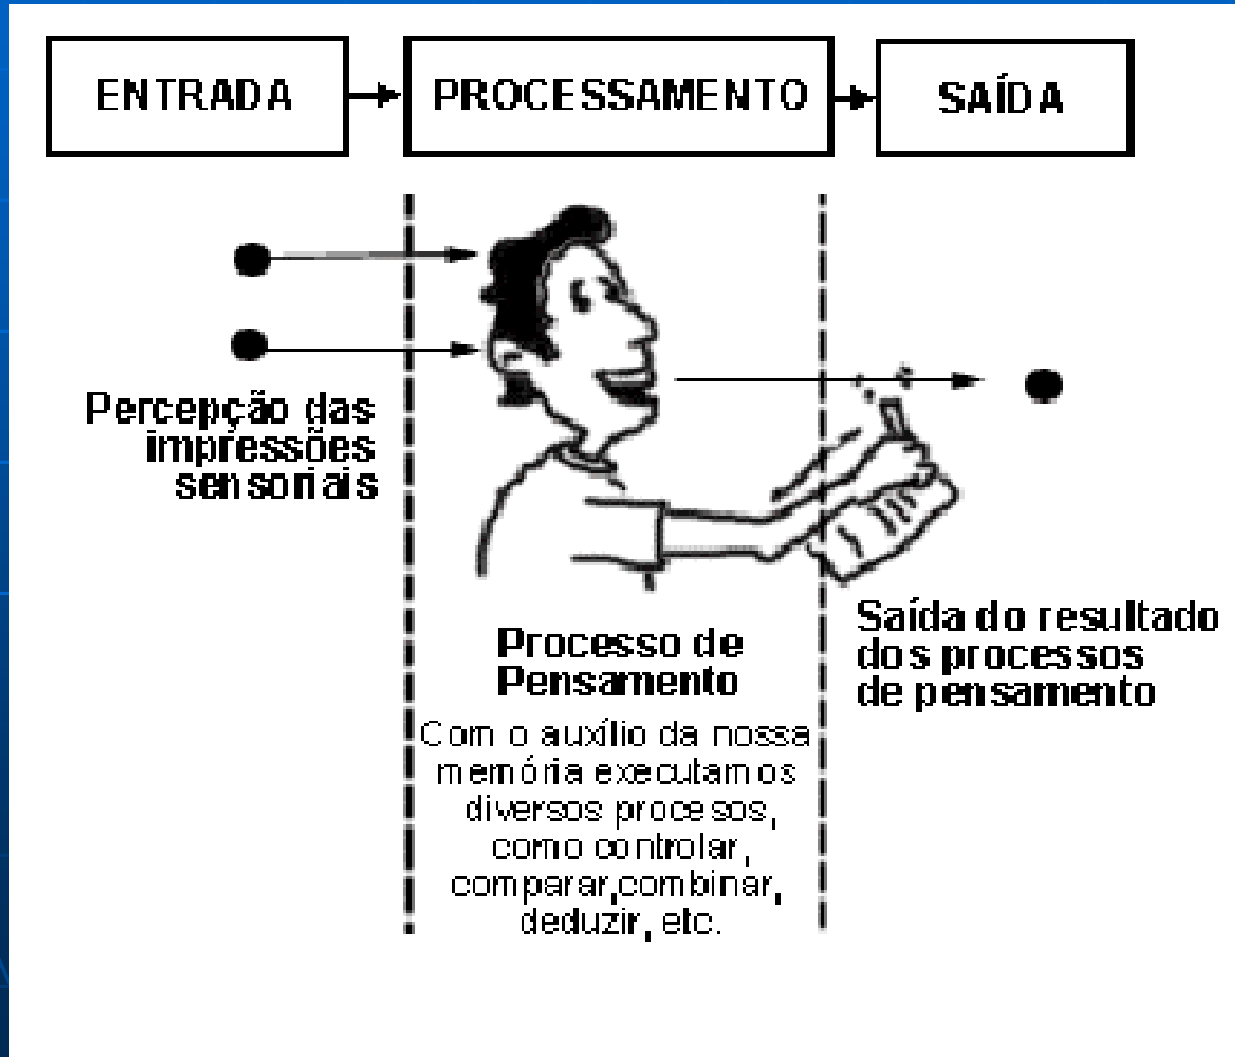 ENTRADA
PROCESSAMENTO
SAÍDA
Percepção das
impressões
sensoriais
Processo de
Pensamento
Com o auxílio da nossa
memória executamos
diversos procesos,
como controlar,
comparar,combinar,
deduzir, etc.
Saída do resultado
dos processos
de pensamento